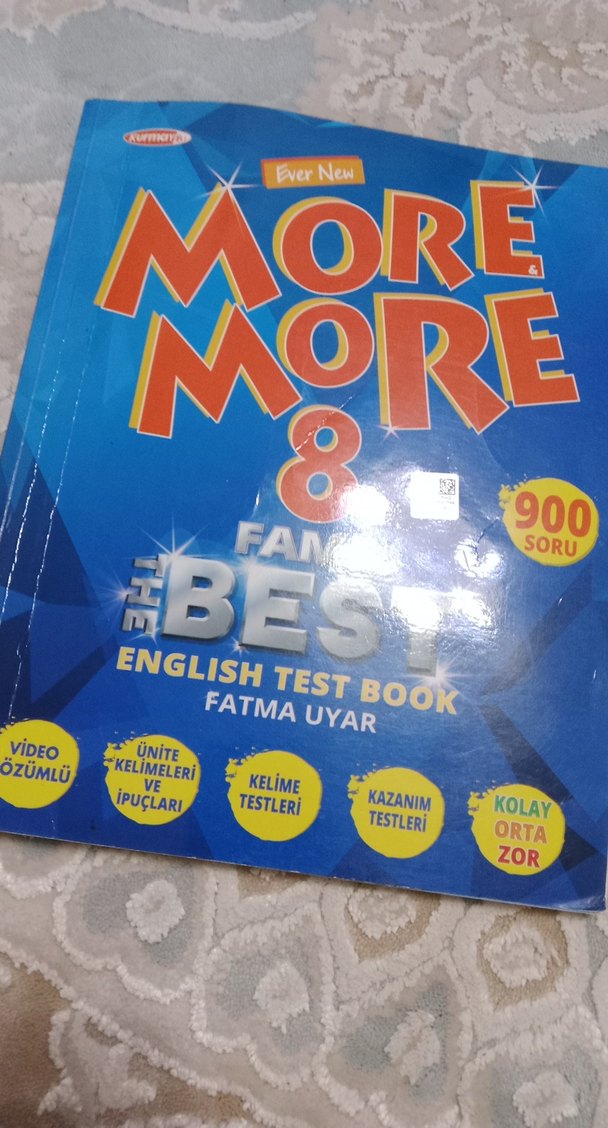 Kurmay
Ever New
MORE &
MORE
8
THE BEST
ENGLISH TEST BOOK
FATMA UYAR
900
SORU
VİDEO
ÇÖZÜMLÜ
ÜNİTE
KELİMELERİ
VE
İPUÇLARI
KELİME
TESTLERİ
KAZANIM
TESTLERİ
KOLAY
ORTA
ZOR